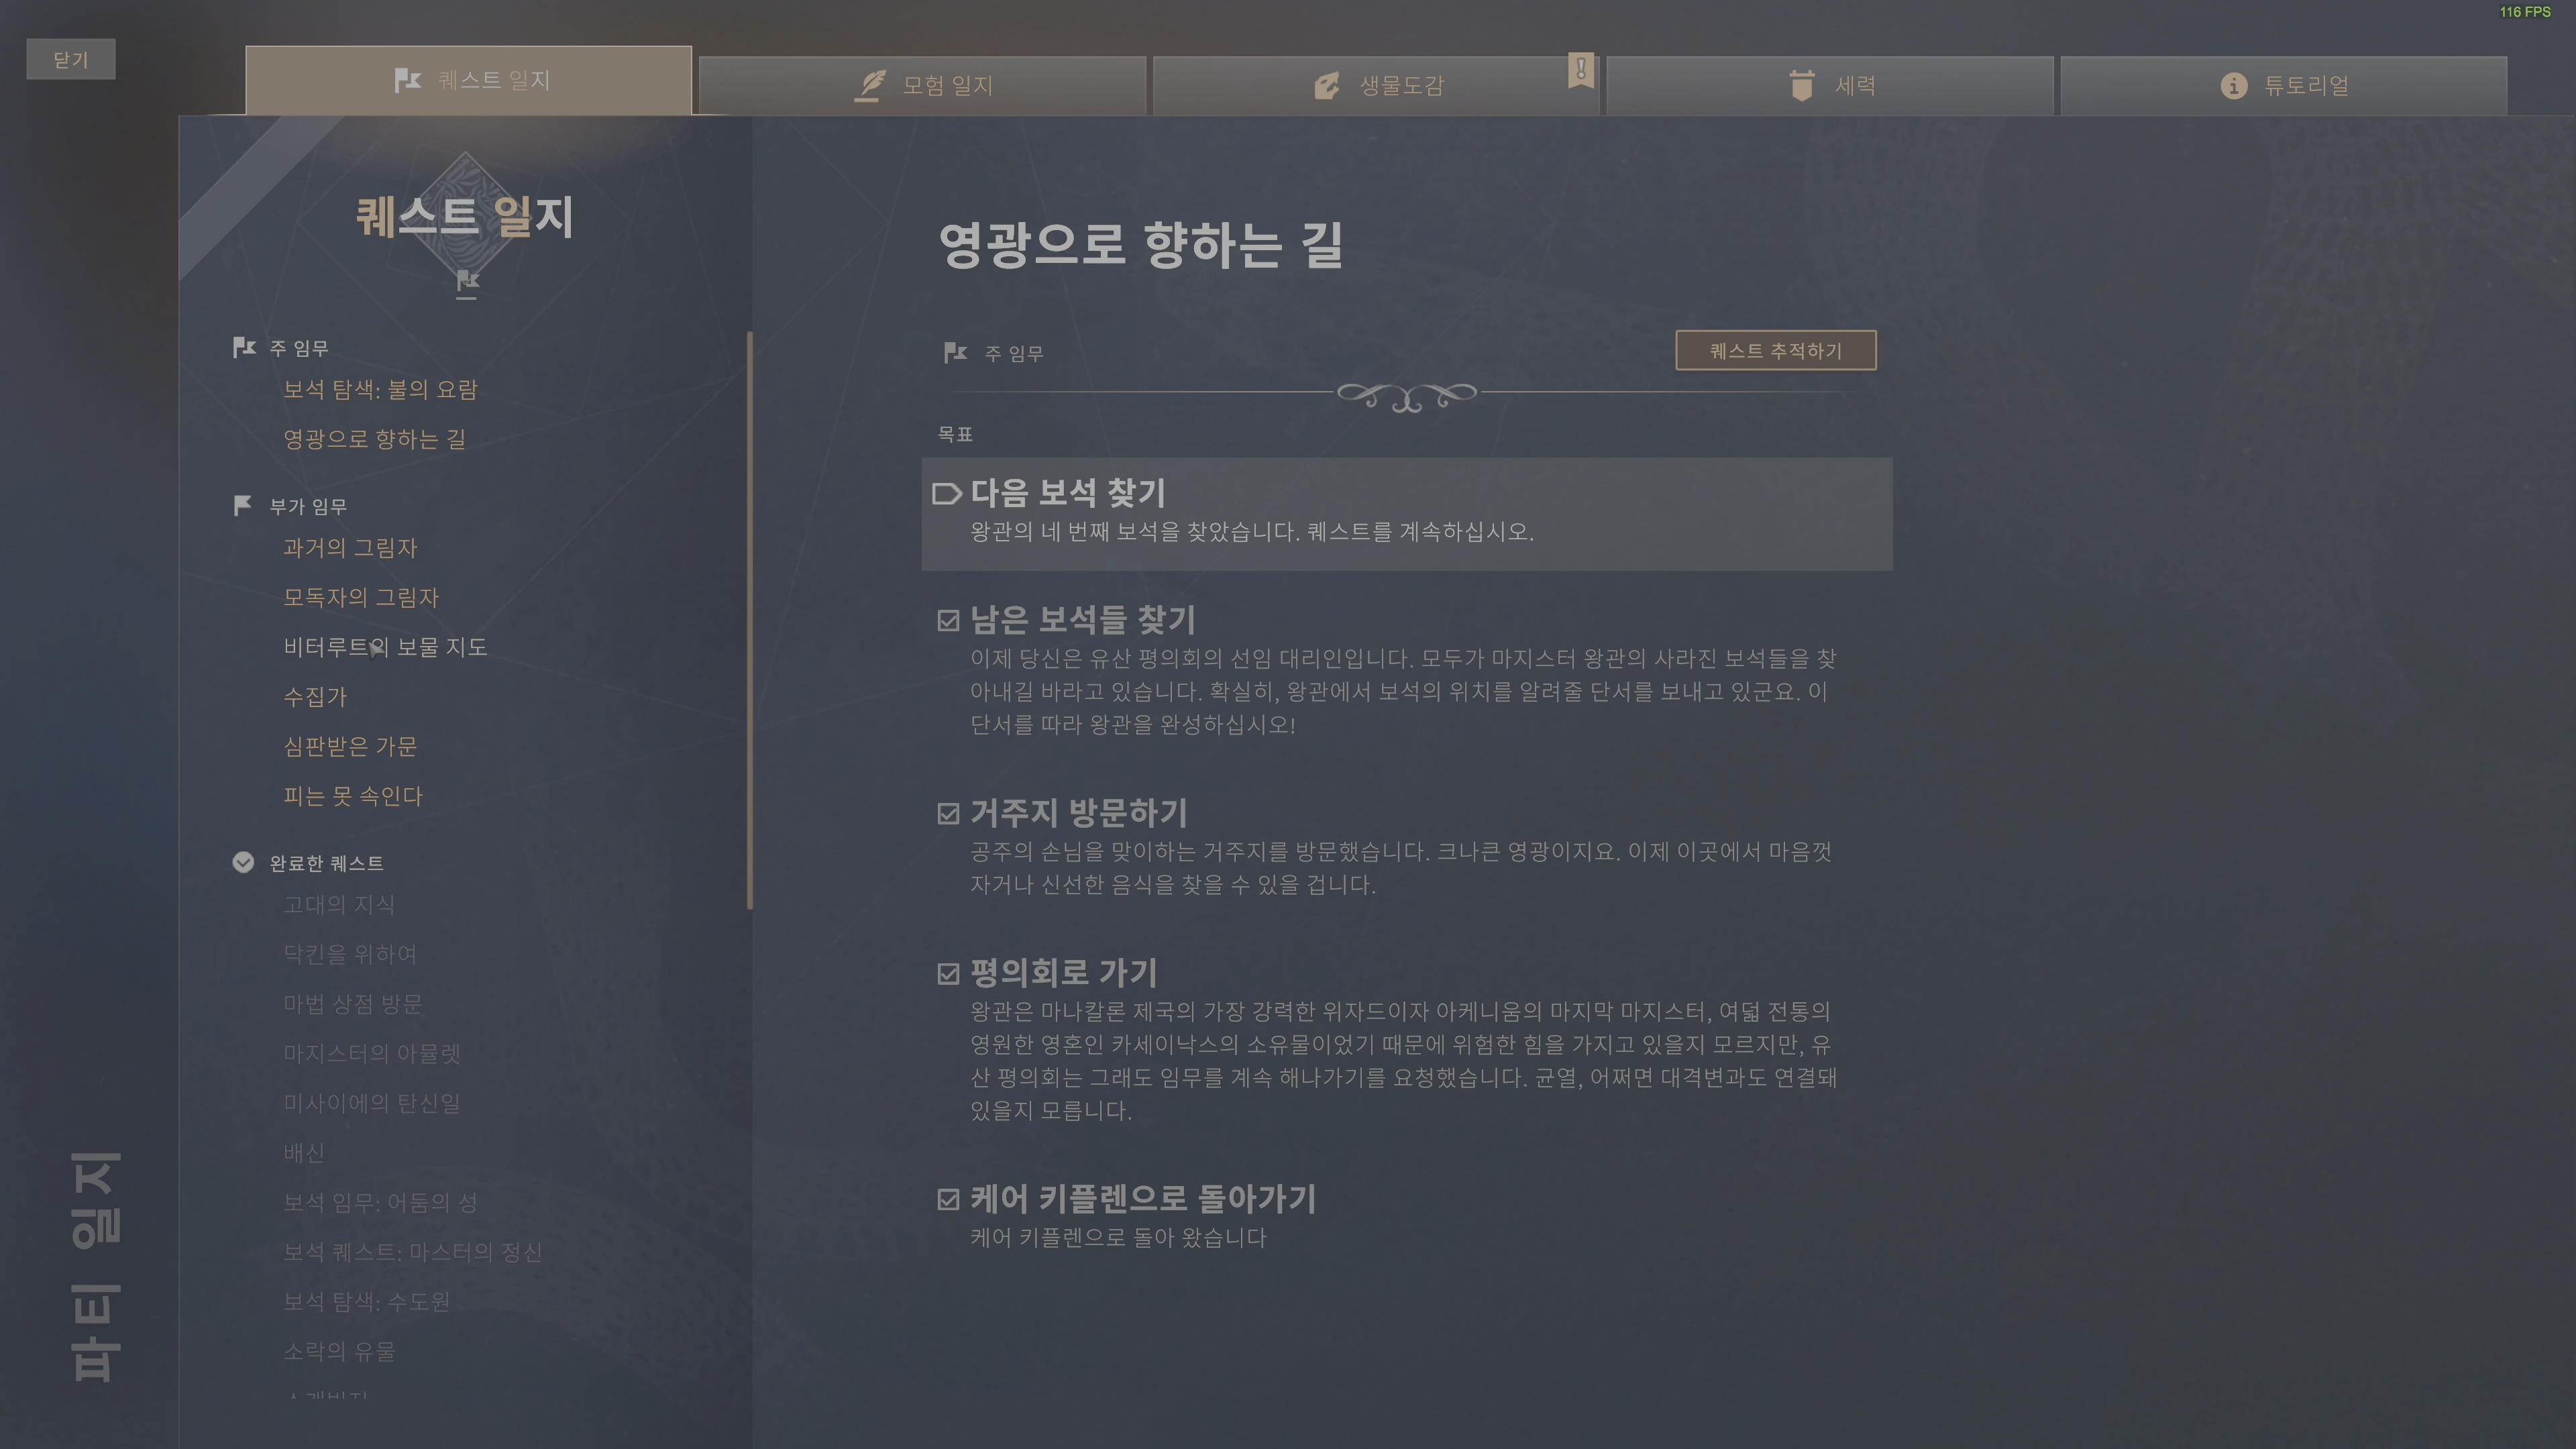 116 FPS
닫기
퀘스트 일지
모험 일지
생물도감
세력
튜토리얼
퀘스트 일지
주 임무
보석 탐색: 불의 요람
영광으로 향하는 길
부가 임무
과거의 그림자
모독자의 그림자
비터루트의 보물 지도
수집가
심판받은 가문
피는 못 속인다
완료한 퀘스트
고대의 지식
닥킨을 위하여
마법 상점 방문
마지스터의 아뮬렛
미사이에의 탄신일
배신
보석 임무: 어둠의 성
보석 퀘스트: 마스터의 정신
보석 탐색: 수도원
소락의 유물
파티 일지
영광으로 향하는 길
주 임무
퀘스트 추적하기
목표
다음 보석 찾기
왕관의 네 번째 보석을 찾았습니다. 퀘스트를 계속하십시오.
남은 보석들 찾기
이제 당신은 유산 평의회의 선임 대리인입니다. 모두가 마지스터 왕관의 사라진 보석들을 찾
아내길 바라고 있습니다. 확실히, 왕관에서 보석의 위치를 알려줄 단서를 보내고 있군요. 이
단서를 따라 왕관을 완성하십시오!
거주지 방문하기
공주의 손님을 맞이하는 거주지를 방문했습니다. 크나큰 영광이지요. 이제 이곳에서 마음껏
자거나 신선한 음식을 찾을 수 있을 겁니다.
평의회로 가기
왕관은 마나칼론 제국의 가장 강력한 위자드이자 아케니움의 마지막 마지스터, 여덟 전통의
영원한 영혼인 카세이낙스의 소유물이었기 때문에 위험한 힘을 가지고 있을지 모르지만, 유
산 평의회는 그래도 임무를 계속 해나가기를 요청했습니다. 균열, 어쩌면 대격변과도 연결돼
있을지 모릅니다.
케어 키플렌으로 돌아가기
케어 키플렌으로 돌아 왔습니다